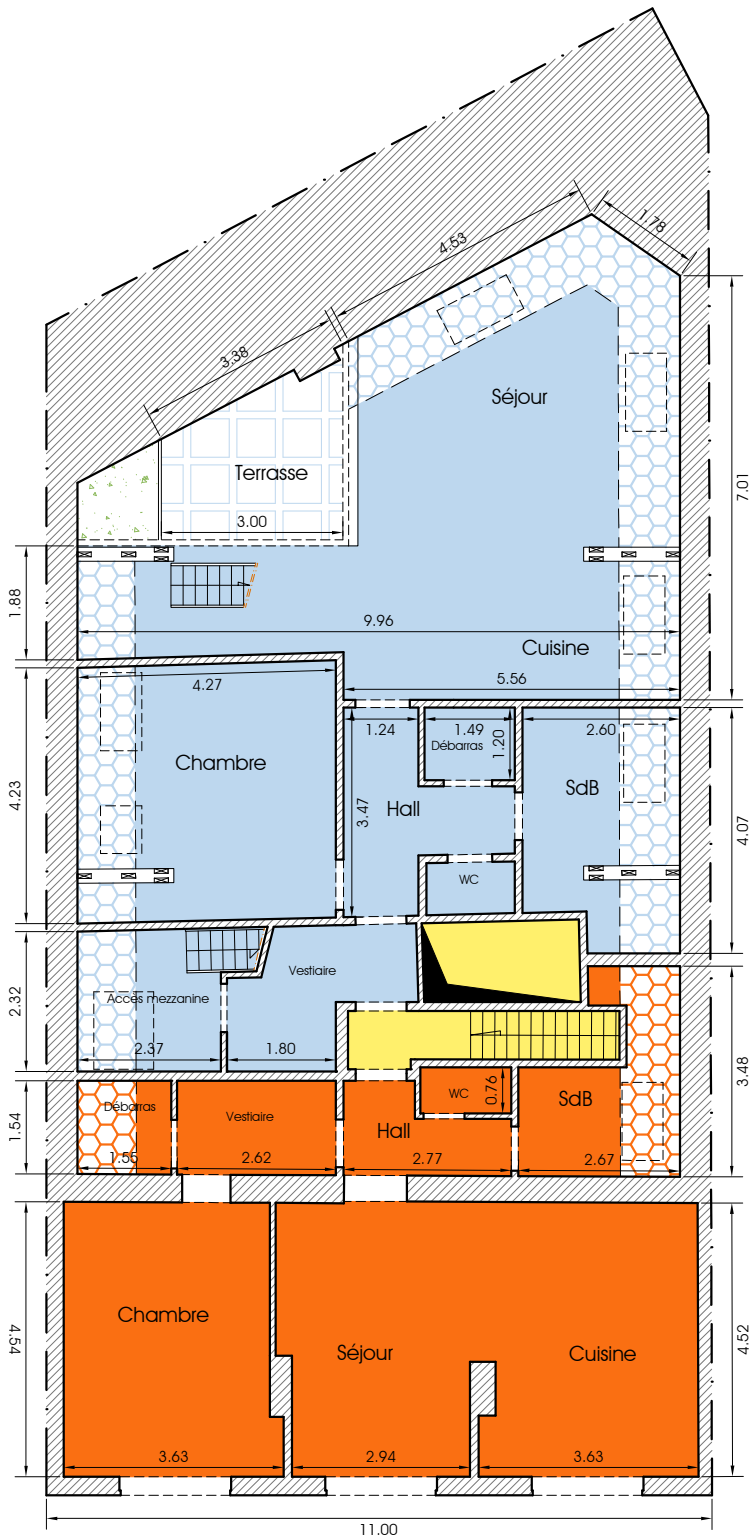 1.78
4.53
3.38
Séjour
Terrasse
3.00
7.01
1.88
9.96
Cuisine
5.56
4.27
1.24
1.49
Débarras
1.20
2.60
Chambre
SdB
4.23
3.47
Hall
4.07
WC
Vestiaire
Accès mezzanine
2.32
2.37
1.80
3.48
Débarras
Vestiaire
WC
0.76
SdB
Hall
1.54
1.55
2.62
2.77
2.67
Chambre
Séjour
Cuisine
4.54
4.52
3.63
2.94
3.63
11.00